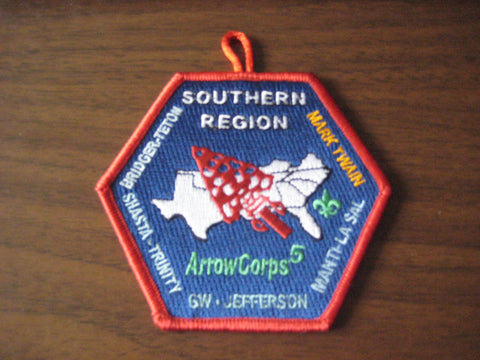 SOUTHERN
REGION
BRIDGER-TETON
MARK TWAIN
SHASTA-TRINITY
MANTI-LA SAL
ArrowCorps5
GW-JEFFERSON